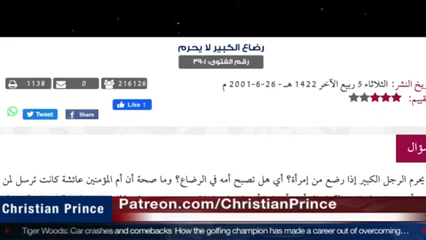 رضاع الكبير لا يحرم
رقم الفتوى: ٣٩٠١
تاريخ النشر: الثلاثاء 5 ربيع الآخر 1422 هـ - 26-6-2001 م
1138 0 216126
التقييم:
Like 1
Tweet Share
السؤال
يحرم الرجل الكبير إذا رضع من إمرأة؟ أي هل تصبح أمه في الرضاع؟ وما صحة أن أم المؤمنين عائشة كانت ترسل لمن
Christian Prince Patreon.com/ChristianPrince
Tiger Woods: Car crashes and comebacks How the golfing champion has made a career out of overcoming...